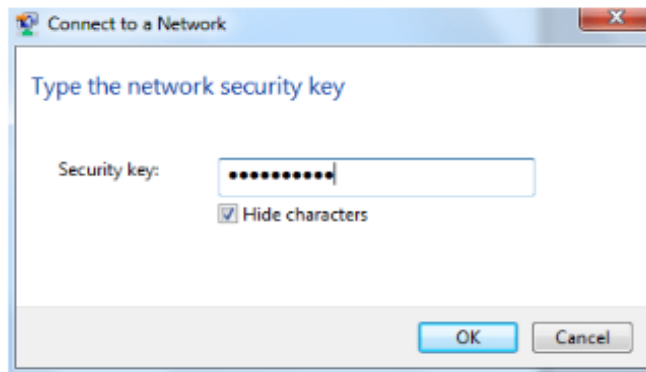 Connect to a Network
Type the network security key
Security key: ••••••••••
Hide characters
OK Cancel